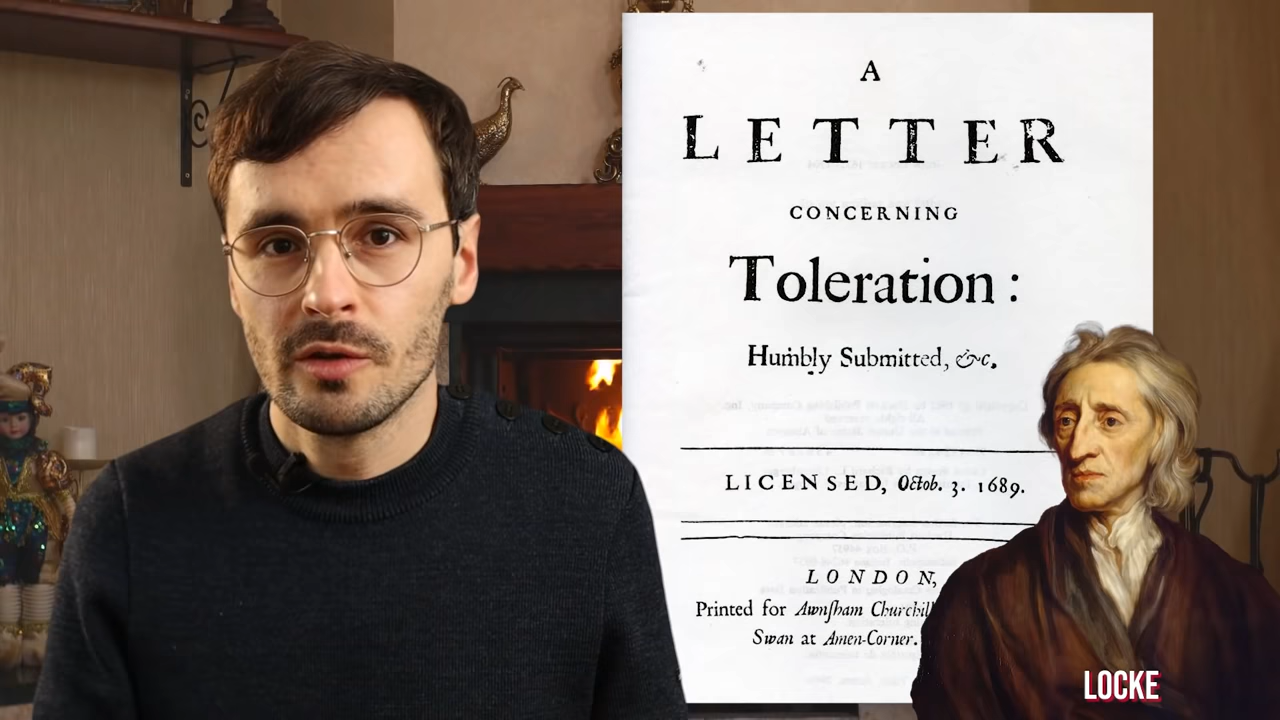 A
LETTER
CONCERNING
Toleration:
Humbly Submitted, &c.
LICENSED, Octob. 3. 1689.
LONDON,
Printed for Awnsham Churchill
Swan at Amen-Corner.
LOCKE